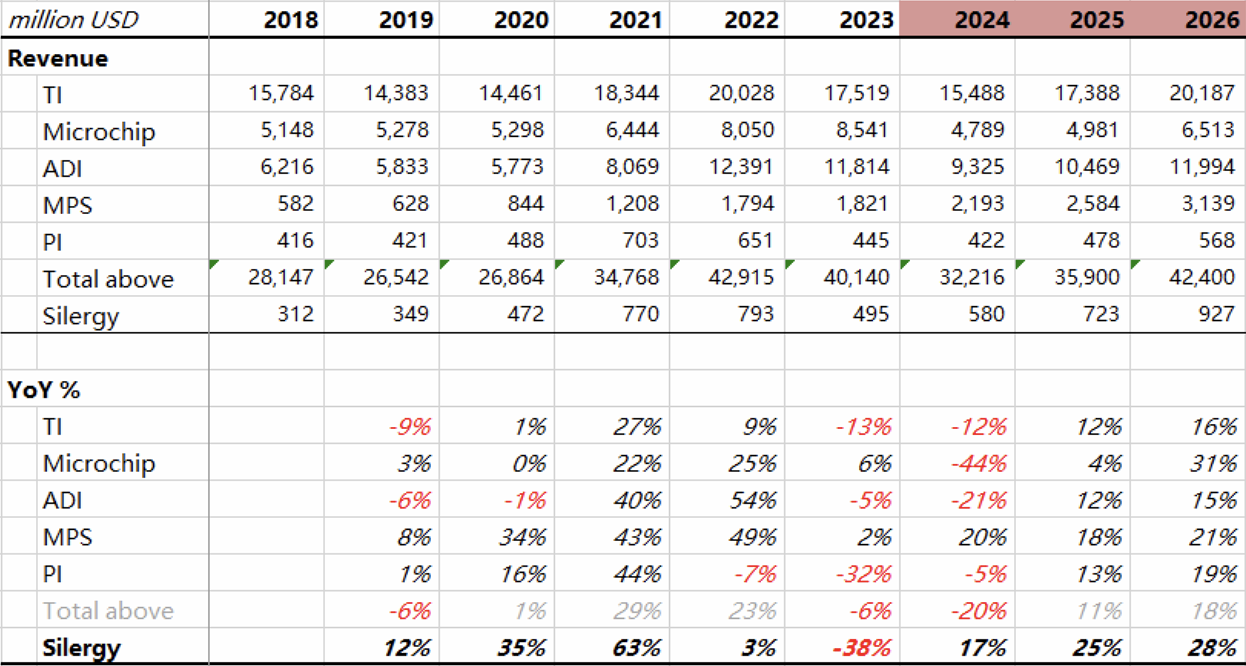 million USD 2018 2019 2020 2021 2022 2023 2024 2025 2026
Revenue
TI 15,784 14,383 14,461 18,344 20,028 17,519 15,488 17,388 20,187
Microchip 5,148 5,278 5,298 6,444 8,050 8,541 4,789 4,981 6,513
ADI 6,216 5,833 5,773 8,069 12,391 11,814 9,325 10,469 11,994
MPS 582 628 844 1,208 1,794 1,821 2,193 2,584 3,139
PI 416 421 488 703 651 445 422 478 568
Total above 28,147 26,542 26,864 34,768 42,915 40,140 32,216 35,900 42,400
Silergy 312 349 472 770 793 495 580 723 927
YoY %
TI -9% 1% 27% 9% -13% -12% 12% 16%
Microchip 3% 0% 22% 25% 6% -44% 4% 31%
ADI -6% -1% 40% 54% -5% -21% 12% 15%
MPS 8% 34% 43% 49% 2% 20% 18% 21%
PI 1% 16% 44% -7% -32% -5% 13% 19%
Total above -6% 1% 29% 23% -6% -20% 11% 18%
Silergy 12% 35% 63% 3% -38% 17% 25% 28%